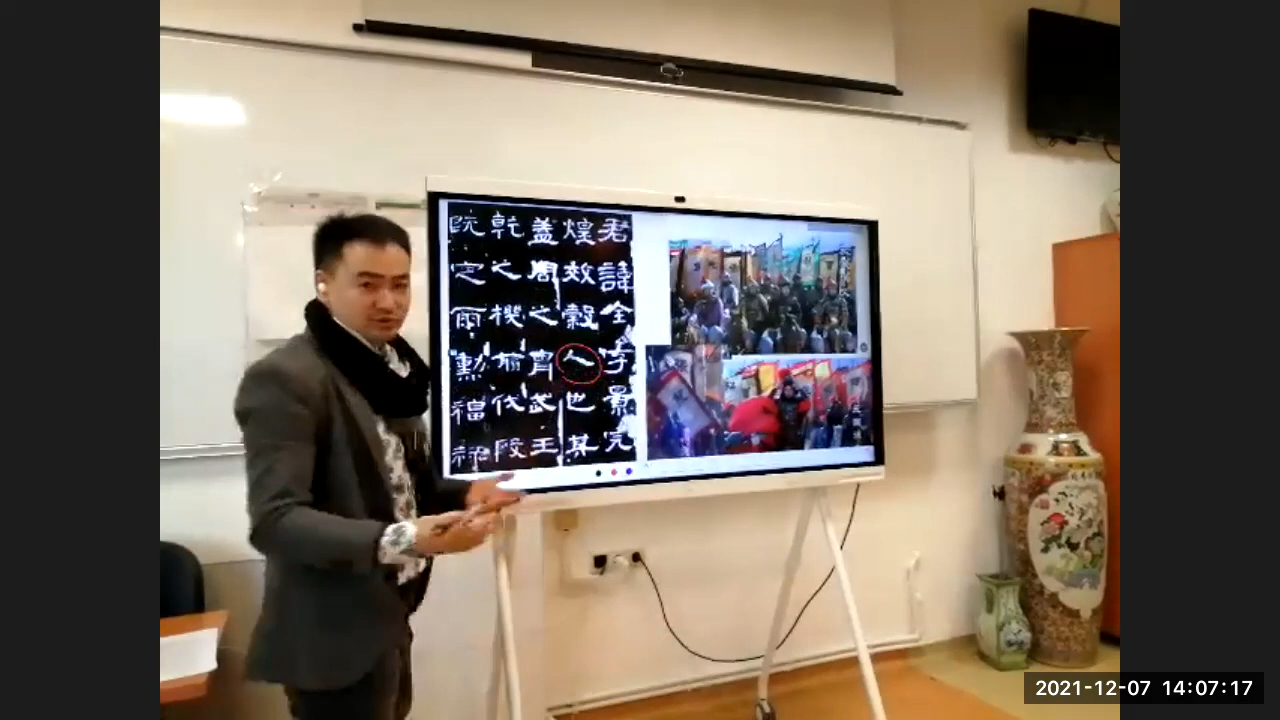 君諱全字景完
煌效穀人也其
蓋周之胄武王
乾之機翦伐殷
既定爾勳福祿
2021-12-07 14:07:17